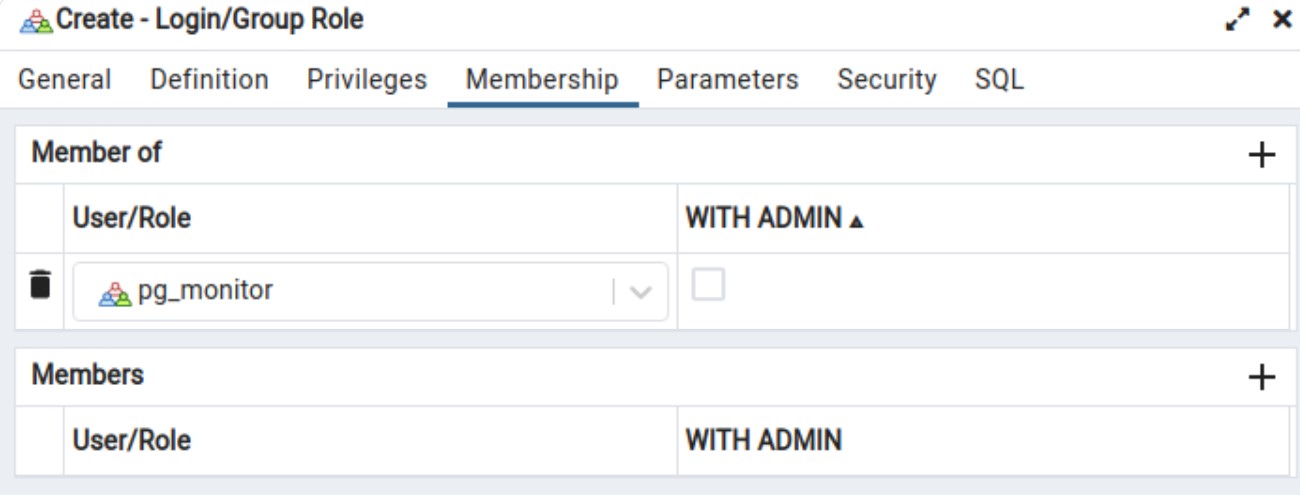 Create - Login/Group Role
General Definition Privileges Membership Parameters Security SQL
Member of
User/Role WITH ADMIN ▲
pg_monitor
Members
User/Role WITH ADMIN